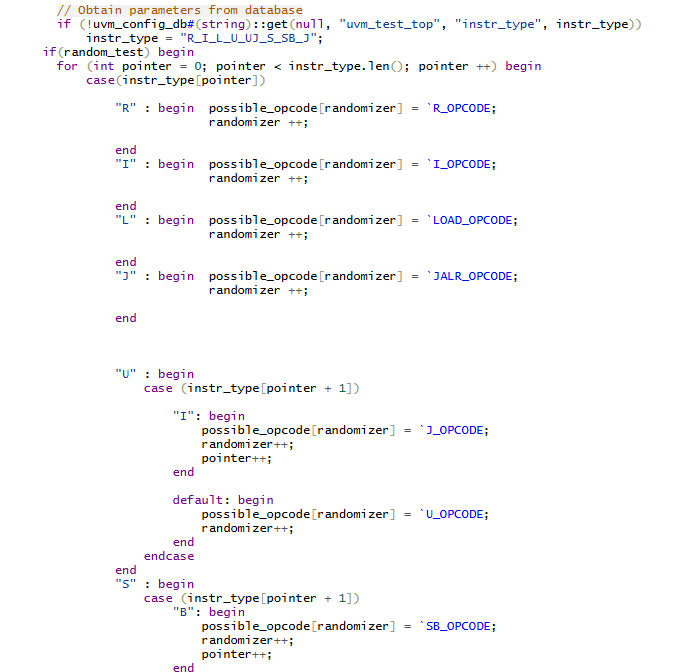 // Obtain parameters from database
if (!uvm_config_db#(string)::get(null, "uvm_test_top", "instr_type", instr_type))
instr_type = "R_I_L_U_UJ_S_SB_J";
if(random_test) begin
for (int pointer = 0; pointer < instr_type.len(); pointer ++) begin
case(instr_type[pointer])
"R" : begin possible_opcode[randomizer] = `R_OPCODE;
randomizer ++;
end
"I" : begin possible_opcode[randomizer] = `I_OPCODE;
randomizer ++;
end
"L" : begin possible_opcode[randomizer] = `LOAD_OPCODE;
randomizer ++;
end
"J" : begin possible_opcode[randomizer] = `JALR_OPCODE;
randomizer ++;
end
"U" : begin
case (instr_type[pointer + 1])
"I": begin
possible_opcode[randomizer] = `J_OPCODE;
randomizer++;
pointer++;
end
default: begin
possible_opcode[randomizer] = `U_OPCODE;
randomizer++;
end
endcase
end
"S" : begin
case (instr_type[pointer + 1])
"B": begin
possible_opcode[randomizer] = `SB_OPCODE;
randomizer++;
pointer++;
end